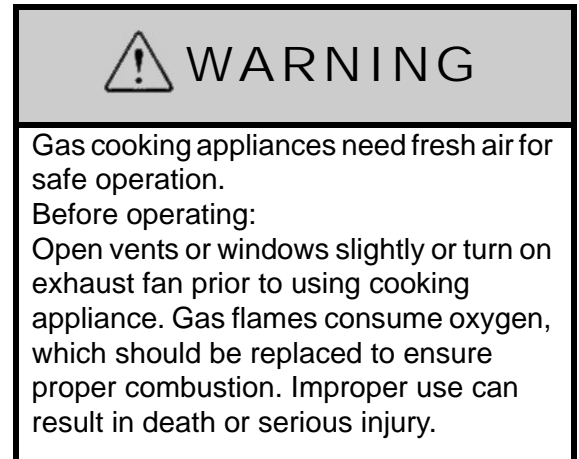 WARNING
Gas cooking appliances need fresh air for
safe operation.
Before operating:
Open vents or windows slightly or turn on
exhaust fan prior to using cooking
appliance. Gas flames consume oxygen,
which should be replaced to ensure
proper combustion. Improper use can
result in death or serious injury.